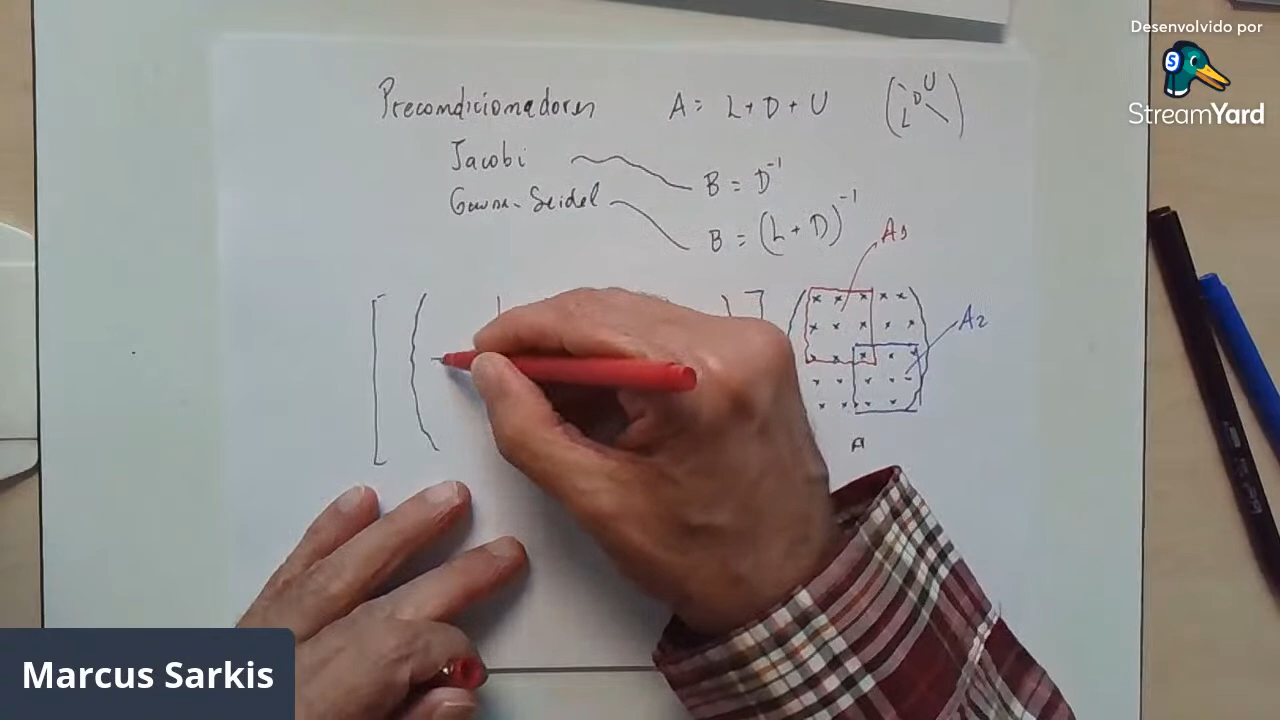 Desenvolvido por
StreamYard
Precondicionadores A = L + D + U ( L D U )
Jacobi B = D⁻¹
Gauss-Seidel B = (L + D)⁻¹
A1
A2
x x x x x
x x x x x
x x x x x
x x x x x
x x x x x
A
Marcus Sarkis